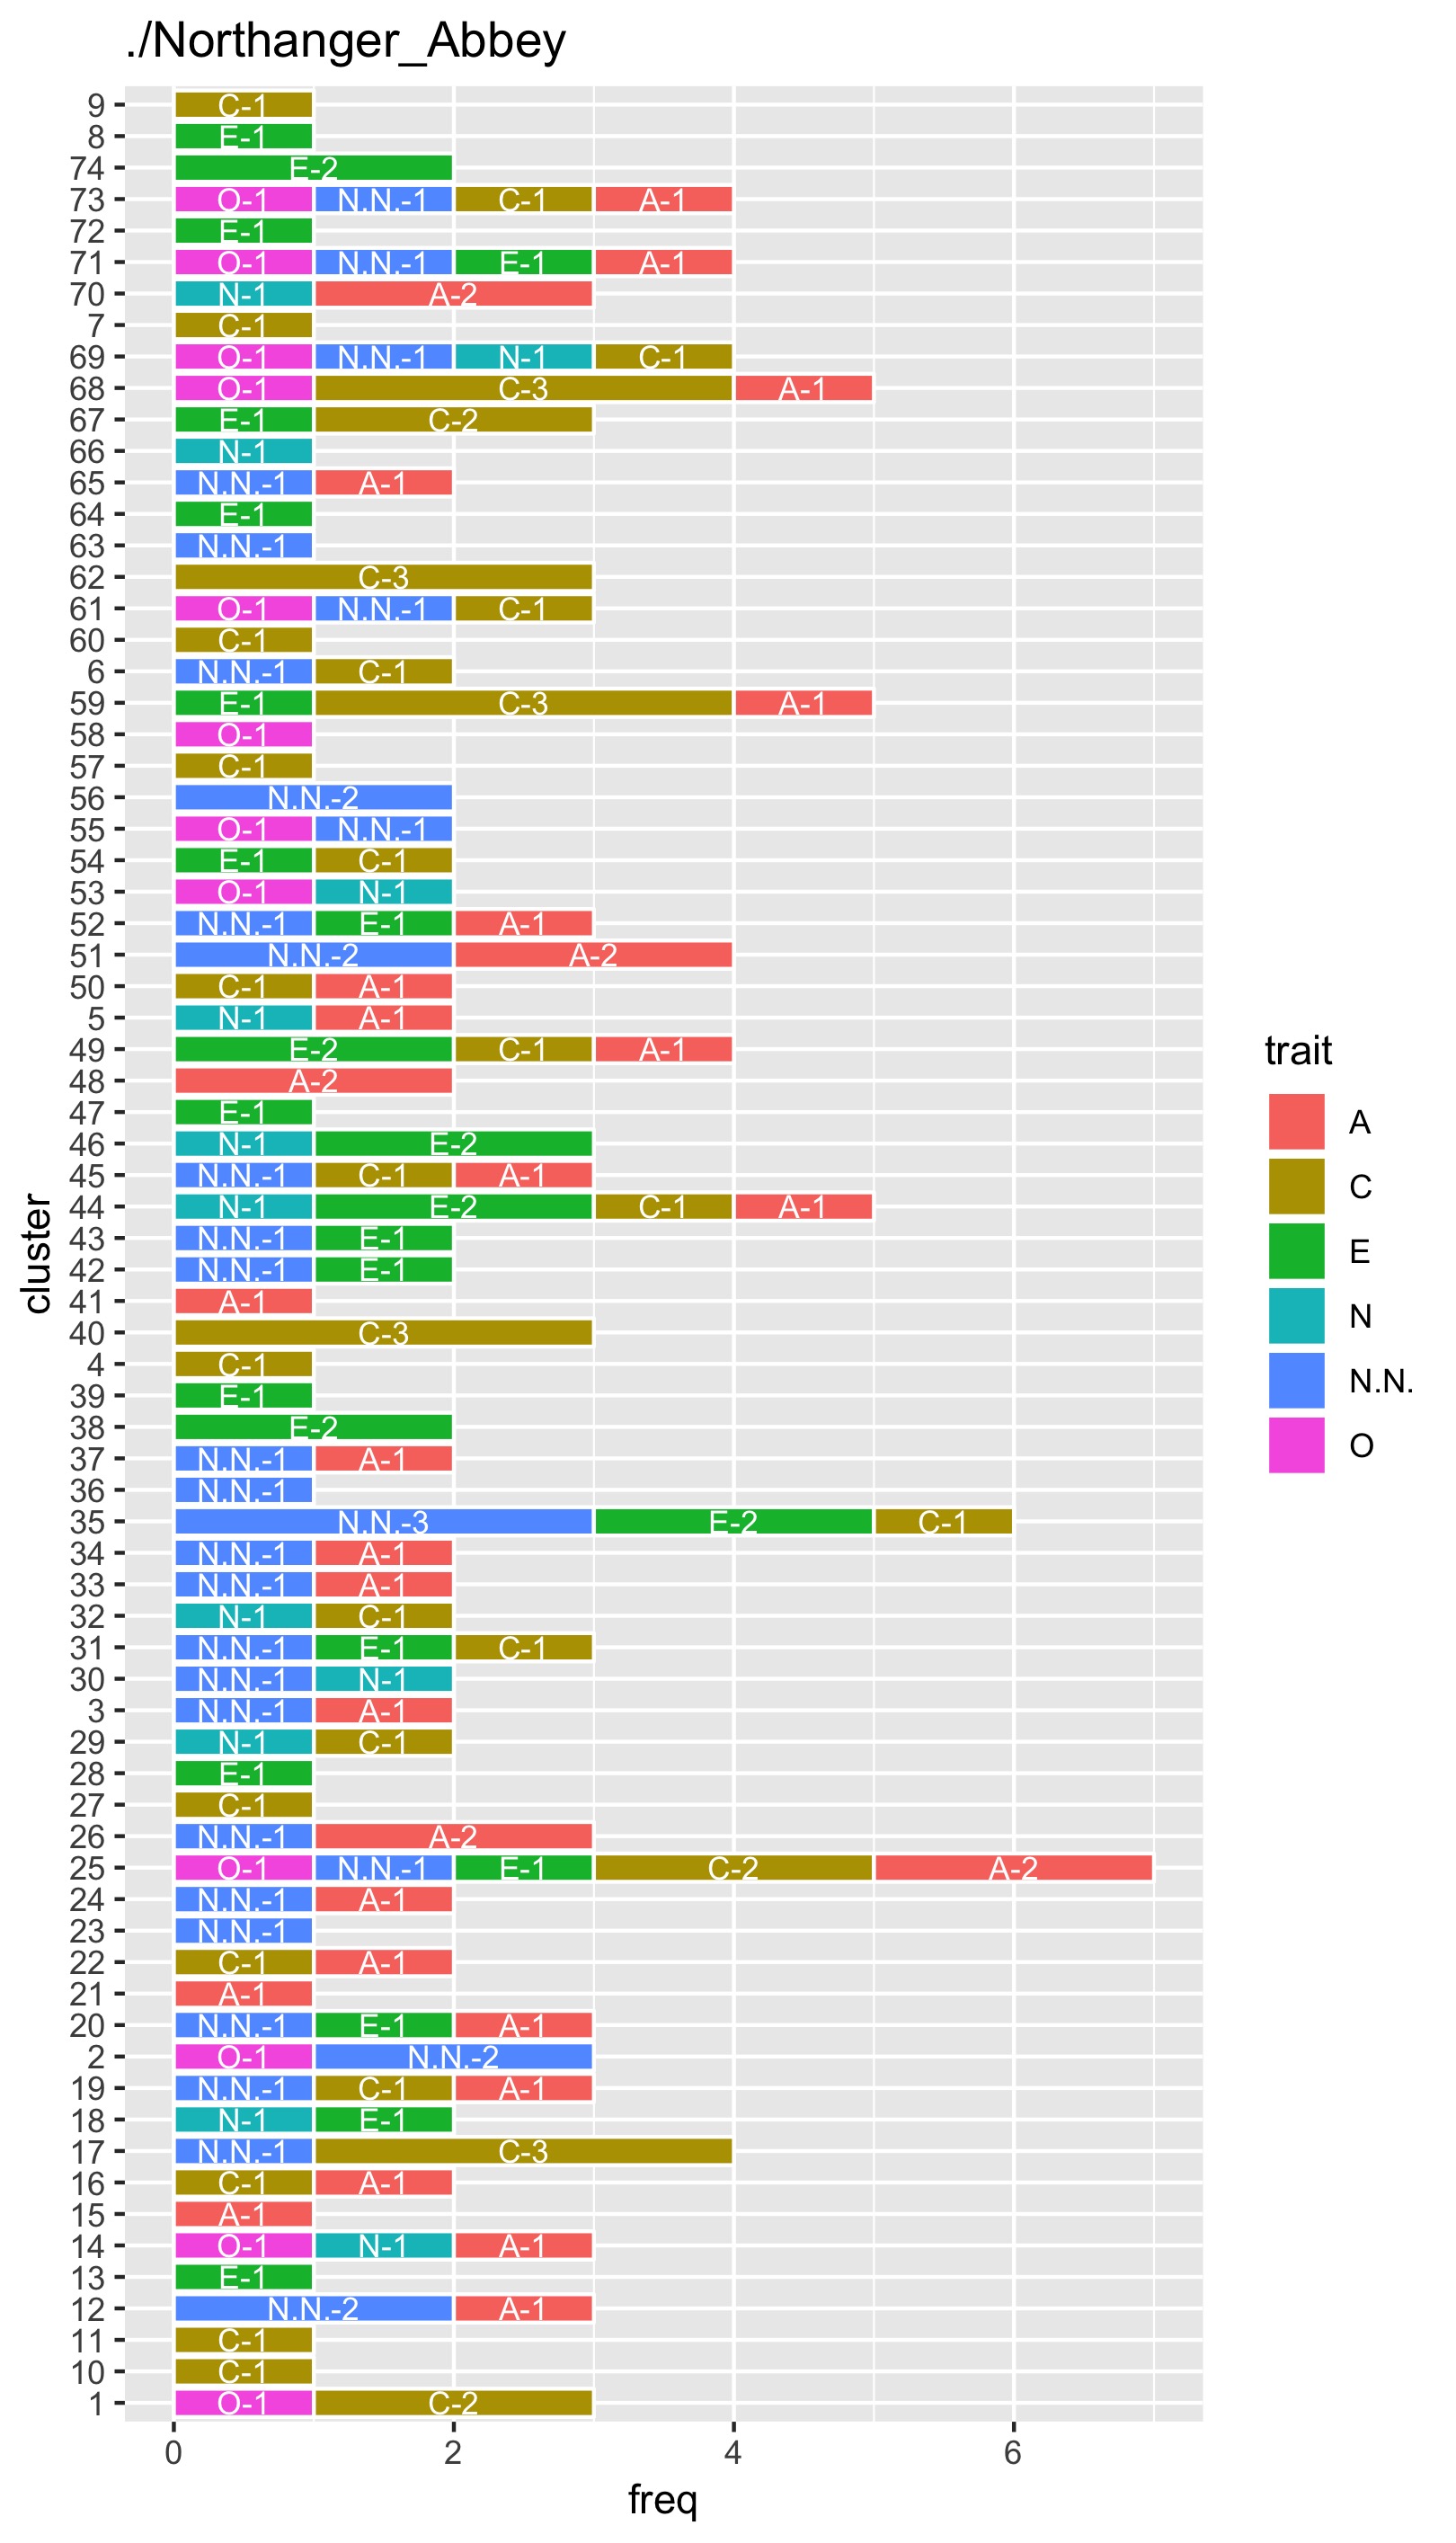 ./Northanger_Abbey
9 C-1
8 E-1
74 E-2
73 O-1 N.N.-1 C-1 A-1
72 E-1
71 O-1 N.N.-1 E-1 A-1
70 N-1 A-2
7 C-1
69 O-1 N.N.-1 N-1 C-1
68 O-1 C-3 A-1
67 E-1 C-2
66 N-1
65 N.N.-1 A-1
64 E-1
63 N.N.-1
62 C-3
61 O-1 N.N.-1 C-1
60 C-1
6 N.N.-1 C-1
59 E-1 C-3 A-1
58 O-1
57 C-1
56 N.N.-2
55 O-1 N.N.-1
54 E-1 C-1
53 O-1 N-1
52 N.N.-1 E-1 A-1
51 N.N.-2 A-2
50 C-1 A-1
5 N-1 A-1
49 E-2 C-1 A-1
48 A-2
47 E-1
46 N-1 E-2
45 N.N.-1 C-1 A-1
44 N-1 E-2 C-1 A-1
43 N.N.-1 E-1
42 N.N.-1 E-1
41 A-1
40 C-3
4 C-1
39 E-1
38 E-2
37 N.N.-1 A-1
36 N.N.-1
35 N.N.-3 E-2 C-1
34 N.N.-1 A-1
33 N.N.-1 A-1
32 N-1 C-1
31 N.N.-1 E-1 C-1
30 N.N.-1 N-1
3 N.N.-1 A-1
29 N-1 C-1
28 E-1
27 C-1
26 N.N.-1 A-2
25 O-1 N.N.-1 E-1 C-2 A-2
24 N.N.-1 A-1
23 N.N.-1
22 C-1 A-1
21 A-1
20 N.N.-1 E-1 A-1
2 O-1 N.N.-2
19 N.N.-1 C-1 A-1
18 N-1 E-1
17 N.N.-1 C-3
16 C-1 A-1
15 A-1
14 O-1 N-1 A-1
13 E-1
12 N.N.-2 A-1
11 C-1
10 C-1
1 O-1 C-2
0 2 4 6
freq
cluster
trait
A
C
E
N
N.N.
O